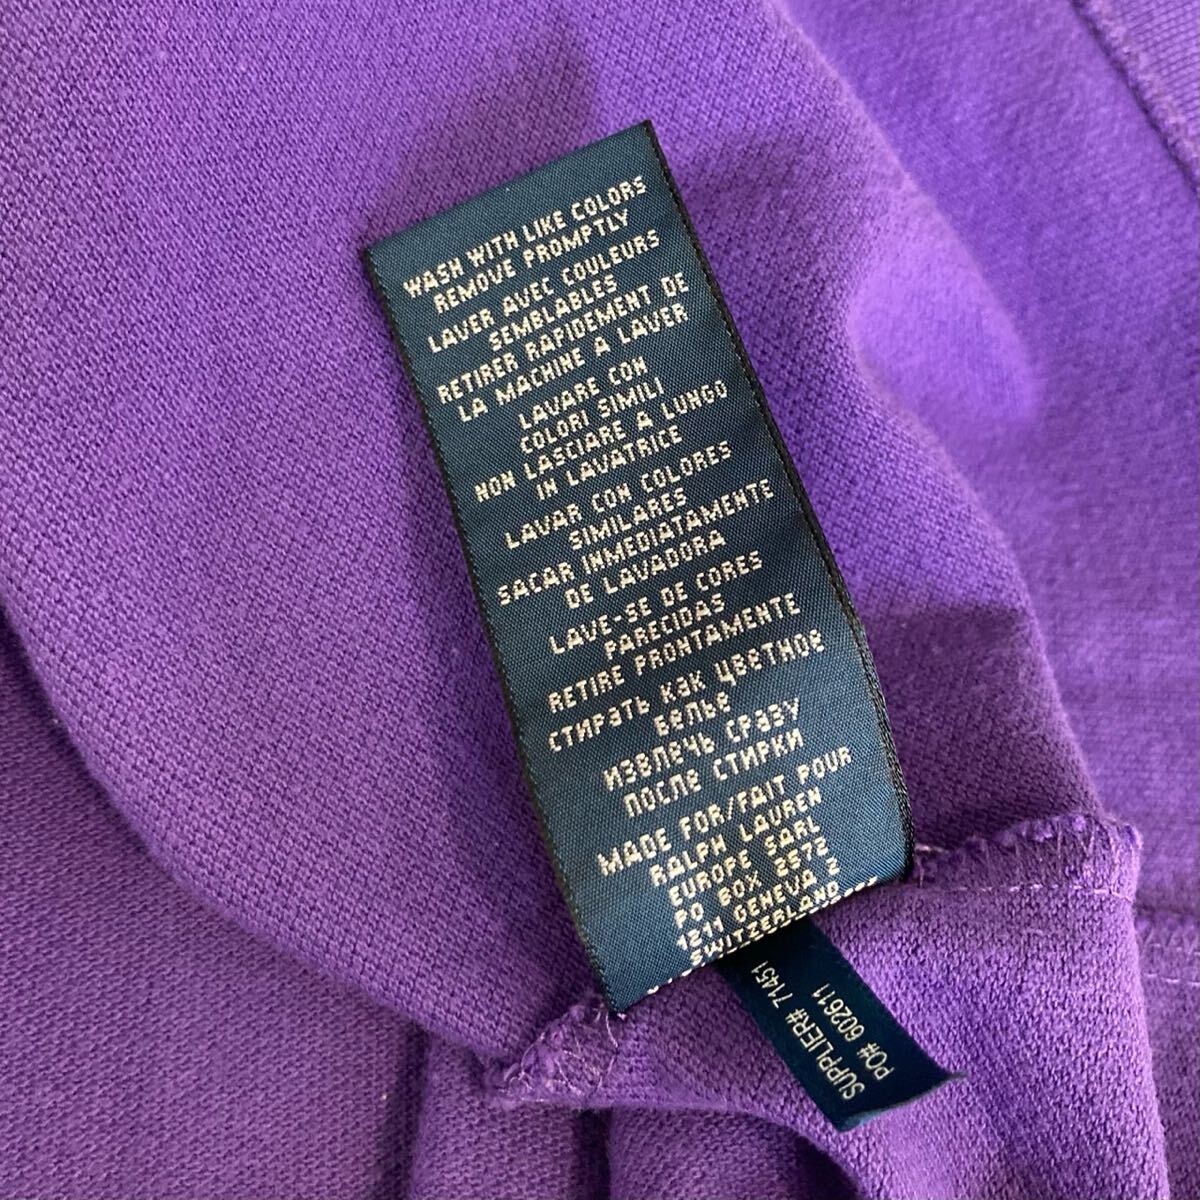 WASH WITH LIKE COLORS
REMOVE PROMPTLY
LAVER AVEC COULEURS
SEMBLABLES
RETIRER RAPIDEMENT DE
LA MACHINE A LAVER
LAVARE CON
COLORI SIMILI
NON LASCIARE A LUNGO
IN LAVATRICE
LAVAR CON COLORES
SIMILARES
SACAR INMEDIATAMENTE
DE LAVADORA
LAVE-SE DE CORES
PARECIDAS
RETIRE PRONTAMENTE
СТИРАТЬ КАК ЦВЕТНОЕ
БЕЛЬЕ
ИЗВЛЕЧЬ СРАЗУ
ПОСЛЕ СТИРКИ
MADE FOR/FAIT POUR
RALPH LAUREN
EUROPE SARL
PO BOX 2572
1211 GENEVA 2
SWITZERLAND
SUPPLIER# 71451
PO# 602611